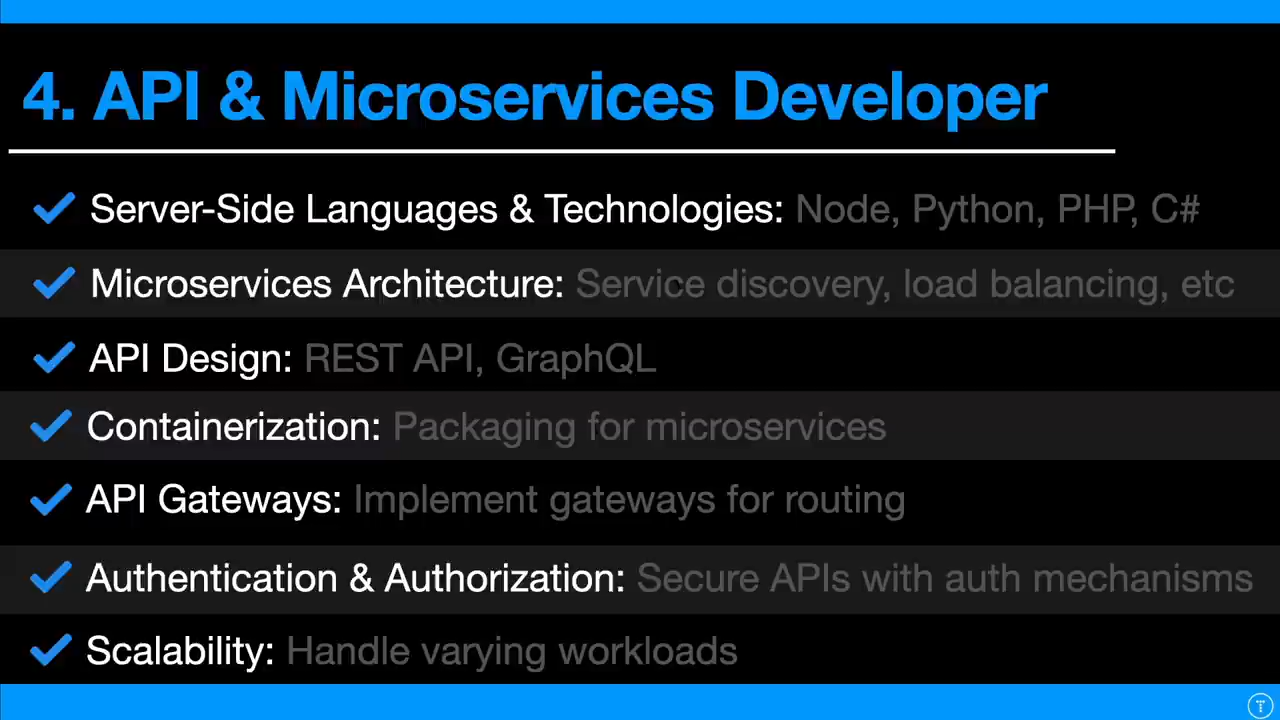 4. API & Microservices Developer
Server-Side Languages & Technologies: Node, Python, PHP, C#
Microservices Architecture: Service discovery, load balancing, etc
API Design: REST API, GraphQL
Containerization: Packaging for microservices
API Gateways: Implement gateways for routing
Authentication & Authorization: Secure APIs with auth mechanisms
Scalability: Handle varying workloads
T